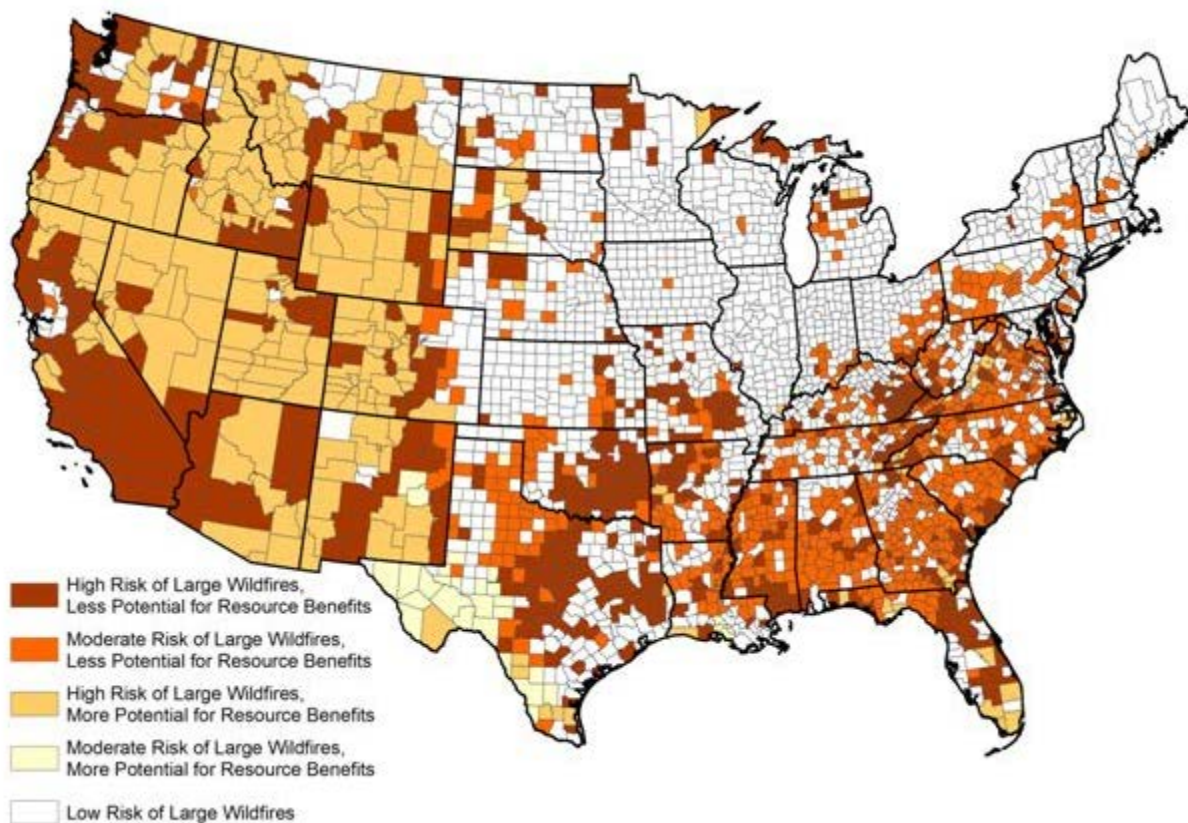 High Risk of Large Wildfires,
Less Potential for Resource Benefits
Moderate Risk of Large Wildfires,
Less Potential for Resource Benefits
High Risk of Large Wildfires,
More Potential for Resource Benefits
Moderate Risk of Large Wildfires,
More Potential for Resource Benefits
Low Risk of Large Wildfires